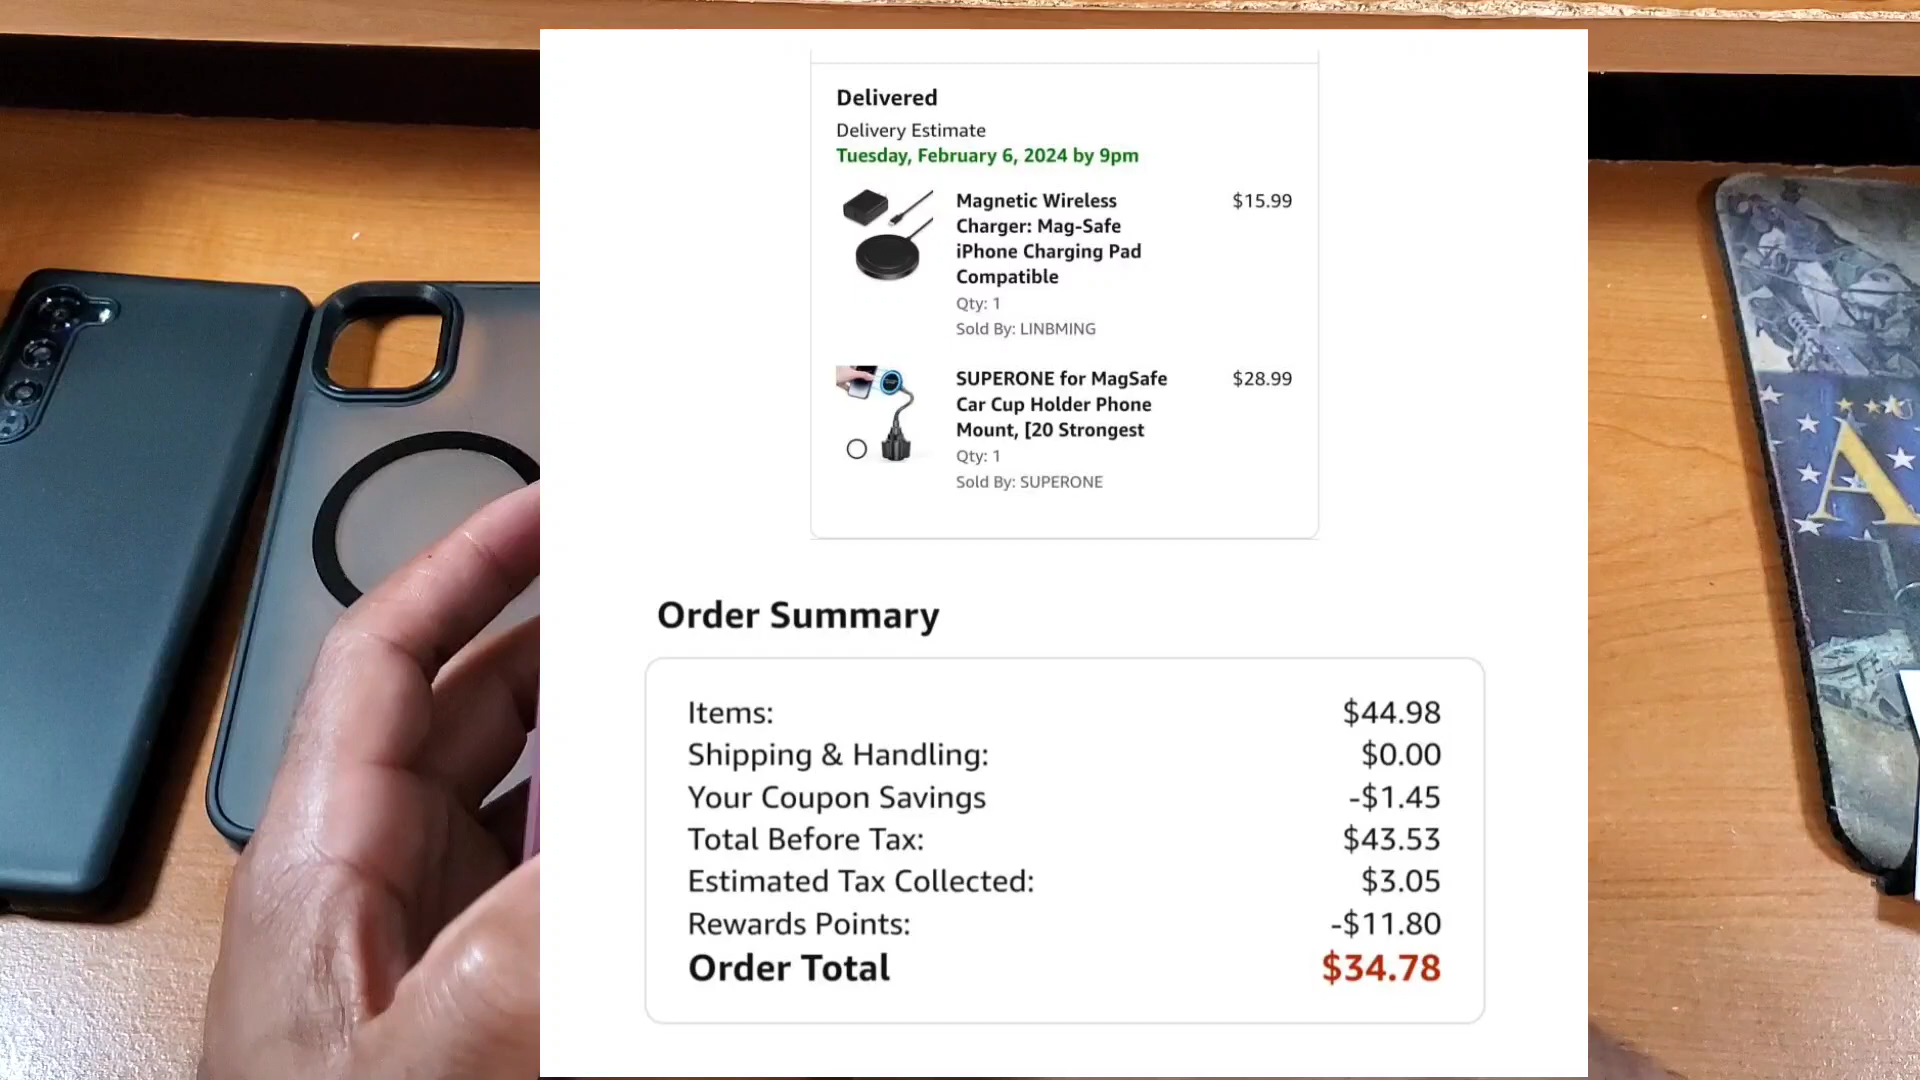 Delivered
Delivery Estimate
Tuesday, February 6, 2024 by 9pm
Magnetic Wireless $15.99
Charger: Mag-Safe
iPhone Charging Pad
Compatible
Qty: 1
Sold By: LINBMING
SUPERONE for MagSafe $28.99
Car Cup Holder Phone
Mount, [20 Strongest
Qty: 1
Sold By: SUPERONE
Order Summary
Items: $44.98
Shipping & Handling: $0.00
Your Coupon Savings -$1.45
Total Before Tax: $43.53
Estimated Tax Collected: $3.05
Rewards Points: -$11.80
Order Total $34.78
A